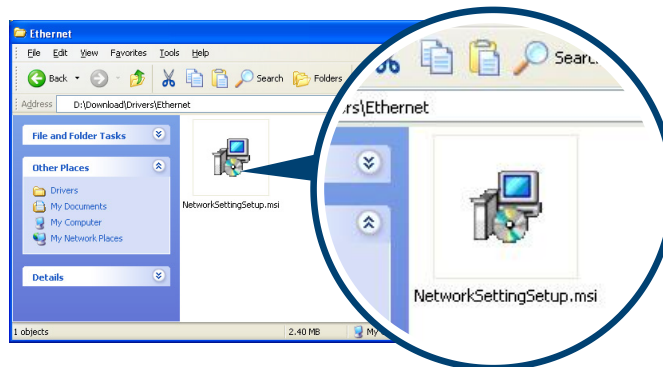 Ethernet
File Edit View Favorites Tools Help
Back Search Folders
Address D:\Download\Drivers\Ethernet
File and Folder Tasks
Other Places
Drivers
My Documents
My Computer
My Network Places
Details
NetworkSettingSetup.msi
1 objects 2.40 MB My
Search
rs\Ethernet
NetworkSettingSetup.msi